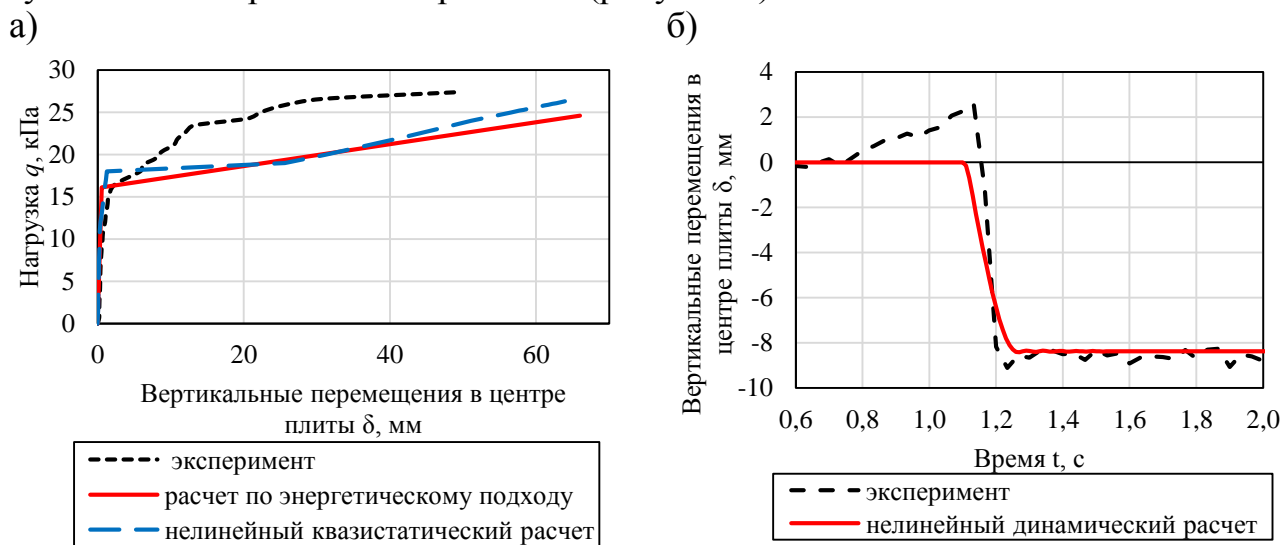 а)
б)
30
25
20
15
10
5
0
0
20
40
60
Нагрузка q, кПа
Вертикальные перемещения в центре
плиты δ, мм
эксперимент
расчет по энергетическому подходу
нелинейный квазистатический расчет
4
2
0
-2
-4
-6
-8
-10
0,6
0,8
1,0
1,2
1,4
1,6
1,8
2,0
Вертикальные перемещения в
центре плиты δ, мм
Время t, с
эксперимент
нелинейный динамический расчет